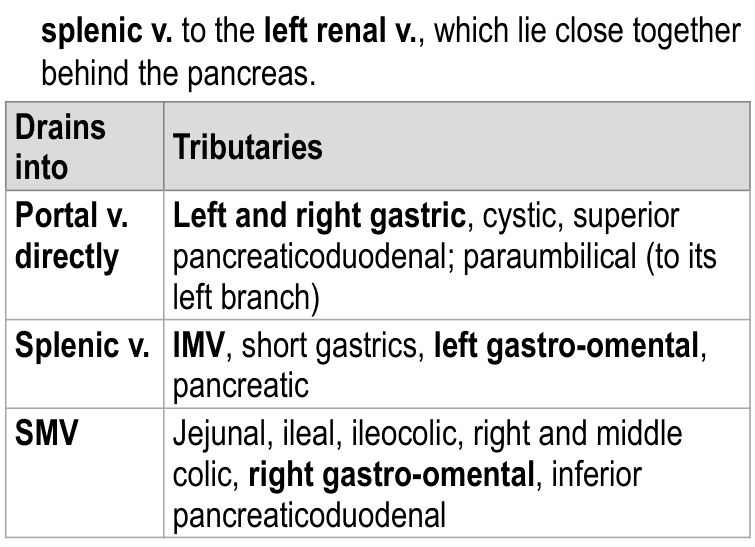 splenic v. to the left renal v., which lie close together
behind the pancreas.
Drains
into
Tributaries
Portal v.
directly
Left and right gastric, cystic, superior
pancreaticoduodenal; paraumbilical (to its
left branch)
Splenic v.
IMV, short gastrics, left gastro-omental,
pancreatic
SMV
Jejunal, ileal, ileocolic, right and middle
colic, right gastro-omental, inferior
pancreaticoduodenal